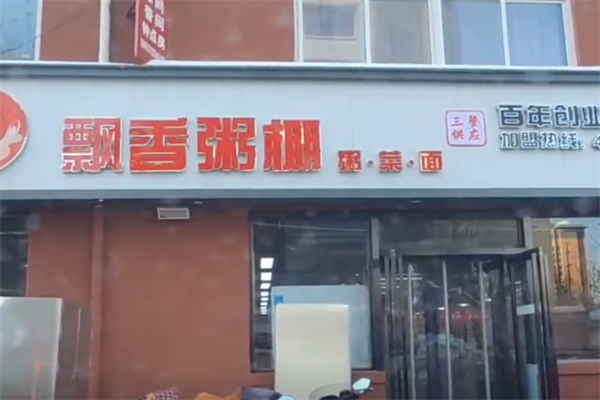 飘香粥棚
粥·菜·面
三餐
供应
百年创业
加盟热线: 4